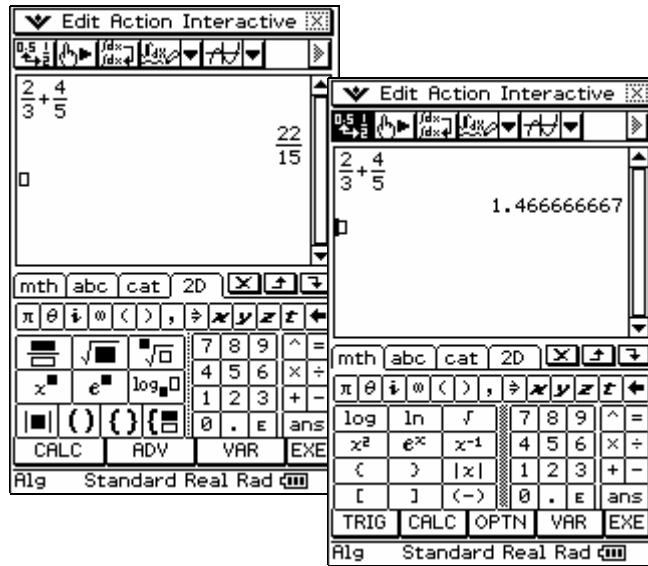 Edit Action Interactive
2/3+4/5
22/15
mth abc cat 2D
π θ i ∞ ( ) , ⇒ x y z t
√■ ■√□ 7 8 9 ^ =
x■ e■ log■□ 4 5 6 × ÷
1 2 3 + −
|■| () {} {■ 0 . E ans
CALC ADV VAR EXE
Alg Standard Real Rad
Edit Action Interactive
2/3+4/5
1.466666667
mth abc cat 2D
π θ i ∞ ( ) , ⇒ x y z t
log ln √ 7 8 9 ^ =
x² eˣ x⁻¹ 4 5 6 × ÷
{ } |x| 1 2 3 + −
[ ] (−) 0 . E ans
TRIG CALC OPTN VAR EXE
Alg Standard Real Rad